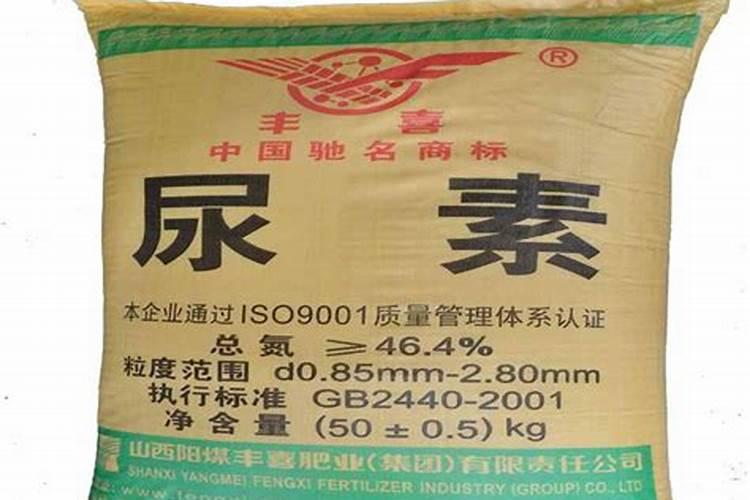 ®
丰喜
中国驰名商标
尿素
本企业通过ISO9001质量管理体系认证
总氮 ≥46.4%
粒度范围 d0.85mm-2.80mm
执行标准 GB2440-2001
净含量 (50±0.5)kg
山西阳煤丰喜肥业(集团)有限责任公司
SHANXI YANGMEI FENGXI FERTILIZER INDUSTRY (GROUP) CO., LTD